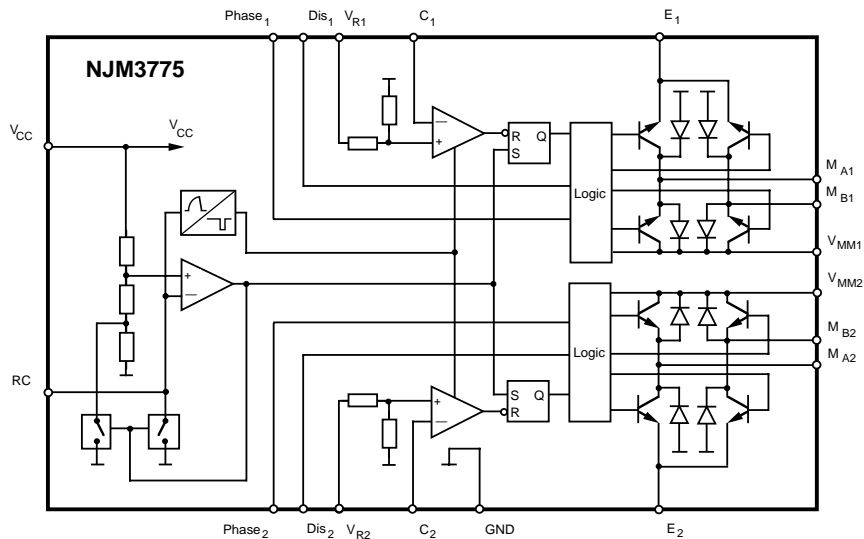 Phase1 Dis1 VR1 C1 E1
NJM3775
VCC VCC
R Q
S
— +
Logic
MA1
MB1
VMM1
+ —
VMM2
Logic
MB2
MA2
RC
S Q
R
+ —
Phase2 Dis2 VR2 C2 GND E2